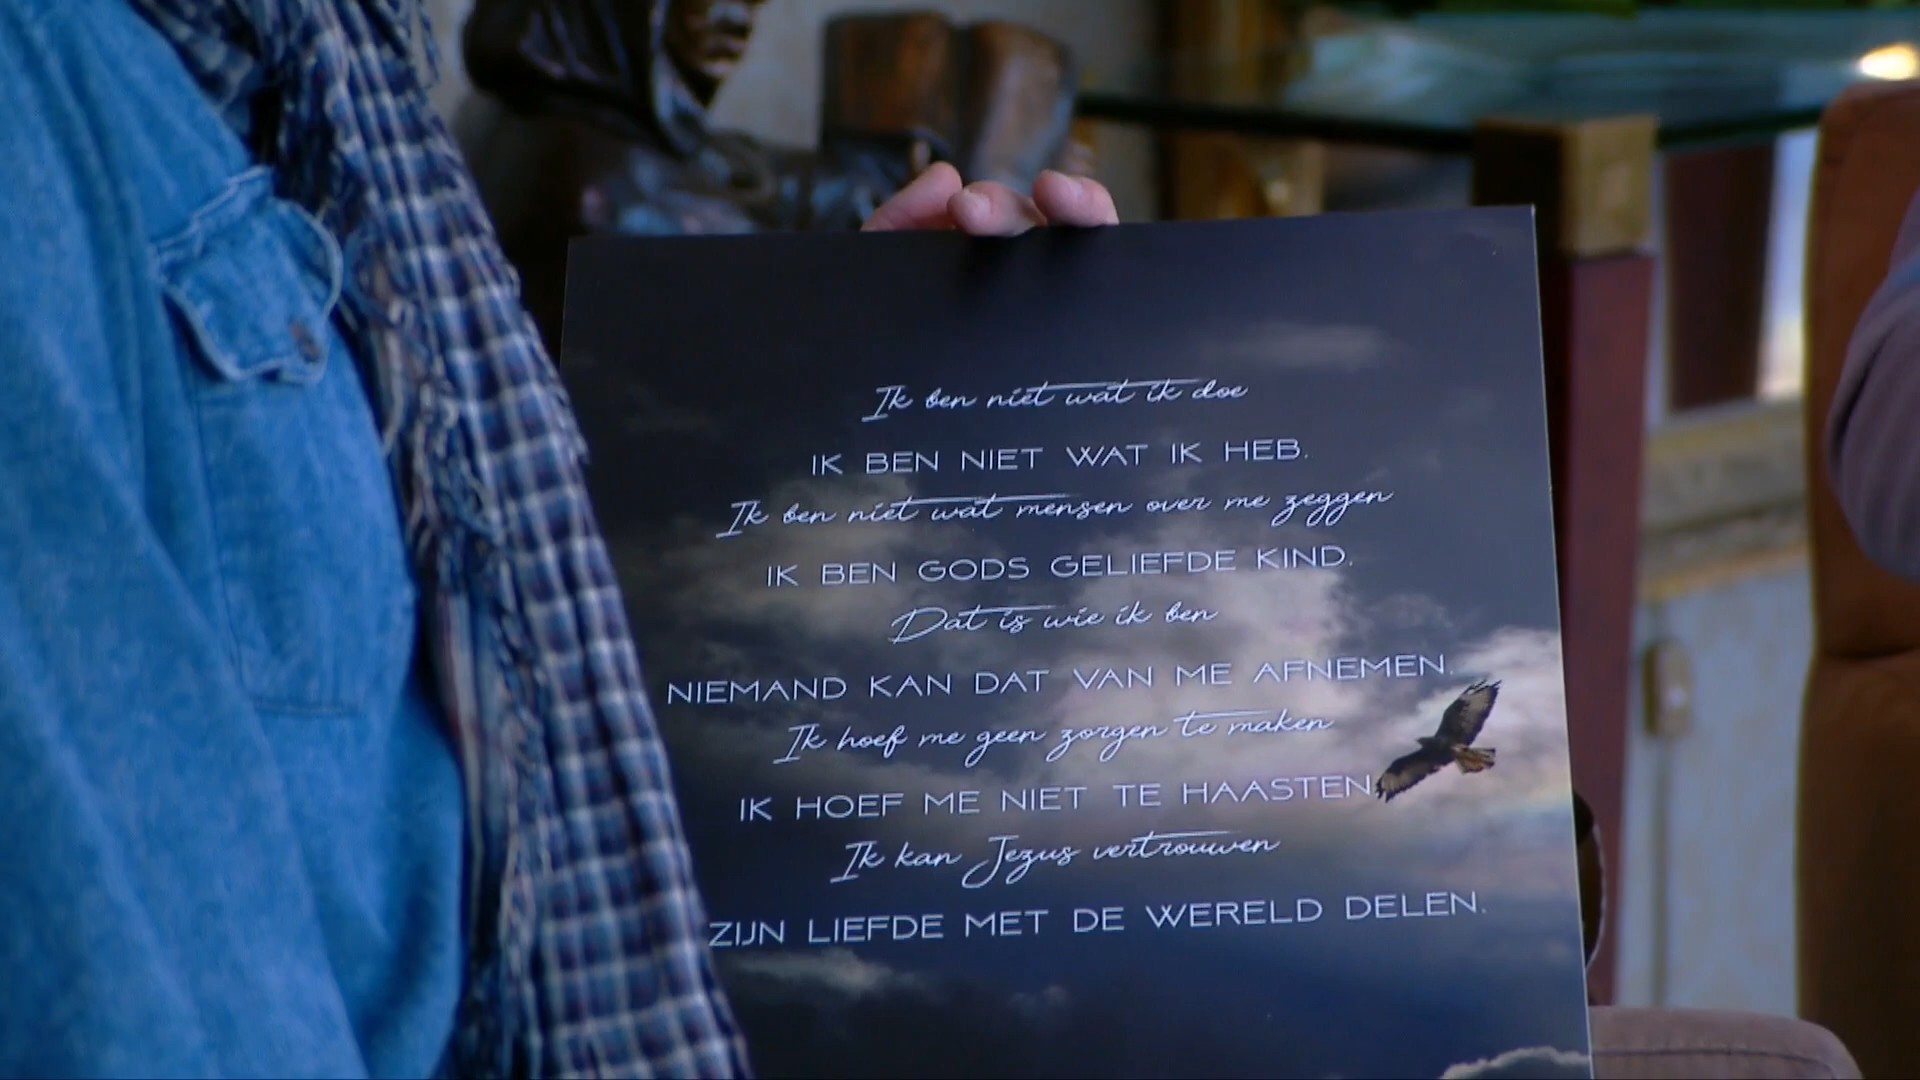 Ik ben niet wat ik doe
IK BEN NIET WAT IK HEB.
Ik ben niet wat mensen over me zeggen
IK BEN GODS GELIEFDE KIND.
Dat is wie ik ben
NIEMAND KAN DAT VAN ME AFNEMEN.
Ik hoef me geen zorgen te maken
IK HOEF ME NIET TE HAASTEN
Ik kan Jezus vertrouwen
ZIJN LIEFDE MET DE WERELD DELEN.